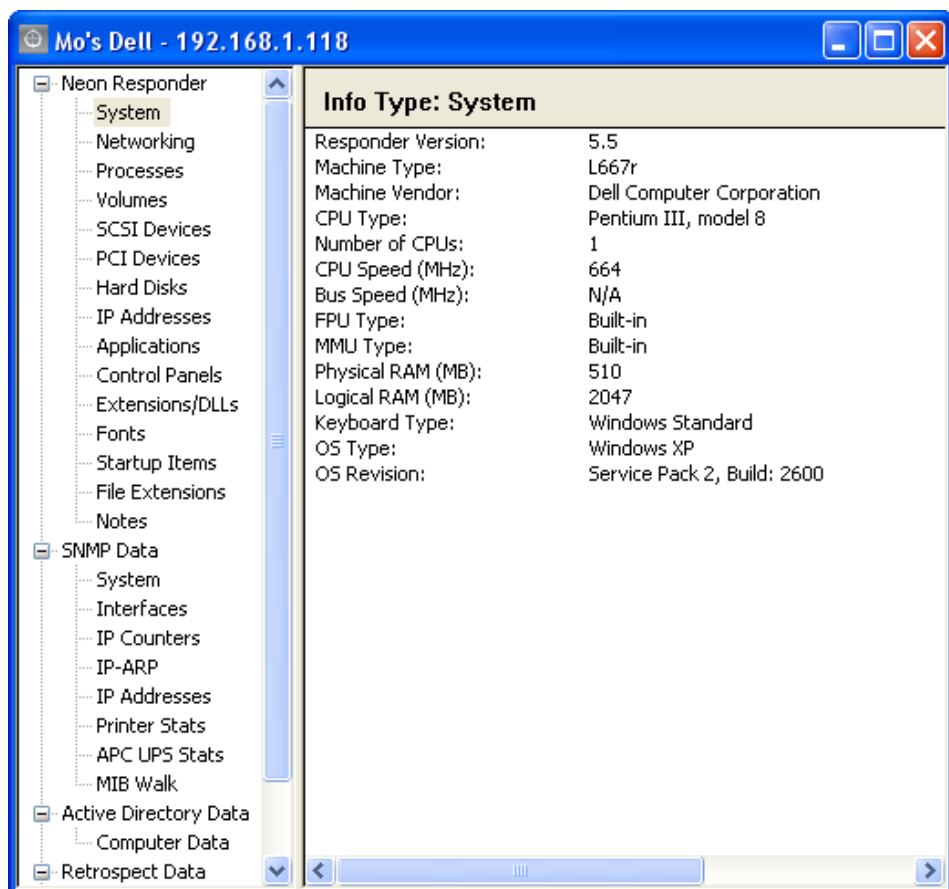 Mo's Dell - 192.168.1.118
Neon Responder
System
Networking
Processes
Volumes
SCSI Devices
PCI Devices
Hard Disks
IP Addresses
Applications
Control Panels
Extensions/DLLs
Fonts
Startup Items
File Extensions
Notes
SNMP Data
System
Interfaces
IP Counters
IP-ARP
IP Addresses
Printer Stats
APC UPS Stats
MIB Walk
Active Directory Data
Computer Data
Retrospect Data
Info Type: System
Responder Version: 5.5
Machine Type: L667r
Machine Vendor: Dell Computer Corporation
CPU Type: Pentium III, model 8
Number of CPUs: 1
CPU Speed (MHz): 664
Bus Speed (MHz): N/A
FPU Type: Built-in
MMU Type: Built-in
Physical RAM (MB): 510
Logical RAM (MB): 2047
Keyboard Type: Windows Standard
OS Type: Windows XP
OS Revision: Service Pack 2, Build: 2600